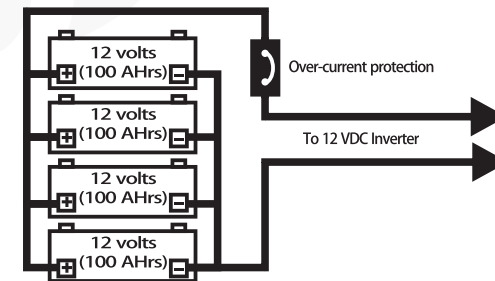 12 volts
+ (100 AHrs) −
Over-current protection
12 volts
+ (100 AHrs) −
To 12 VDC Inverter
12 volts
+ (100 AHrs) −
12 volts
+ (100 AHrs) −